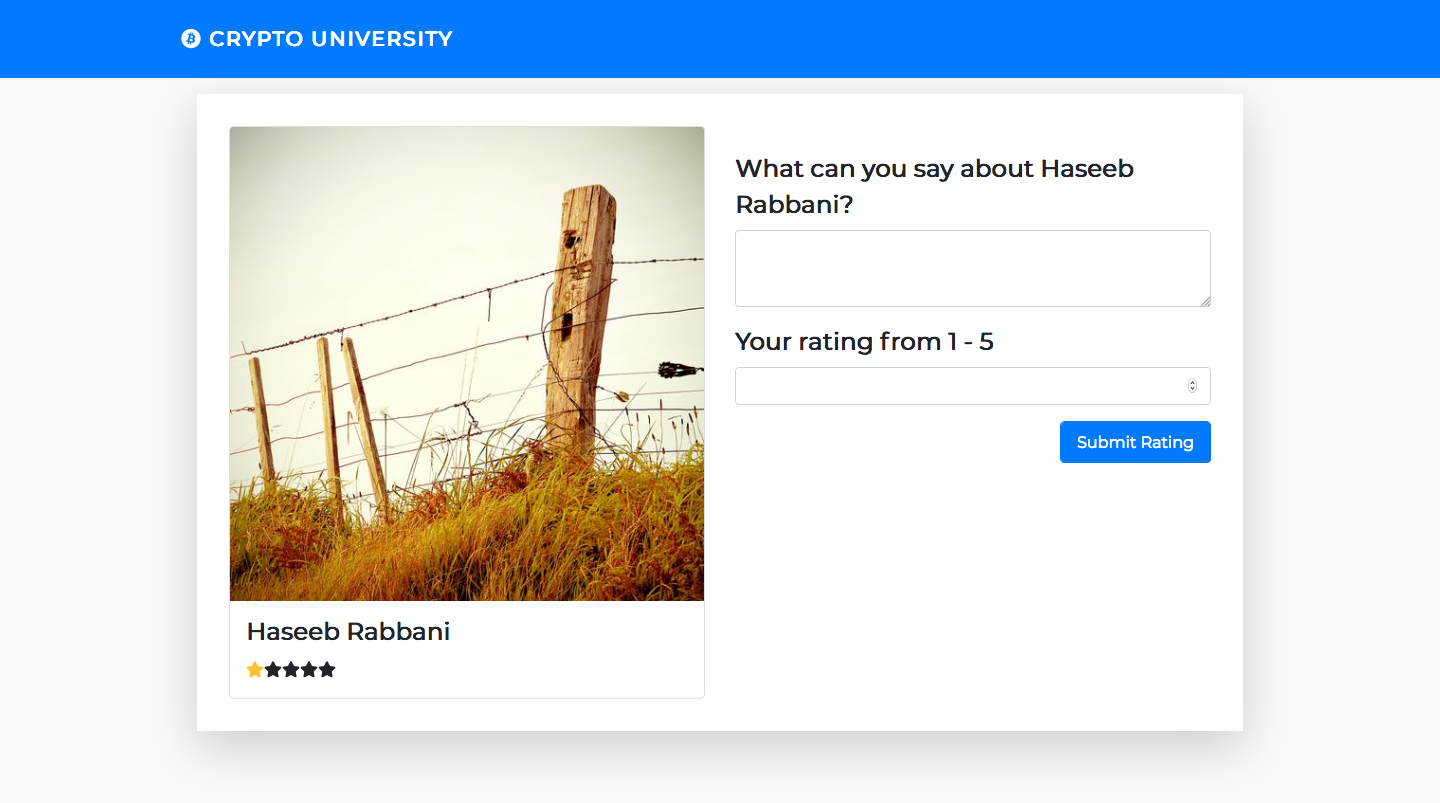 CRYPTO UNIVERSITY
What can you say about Haseeb
Rabbani?
Your rating from 1 - 5
Submit Rating
Haseeb Rabbani